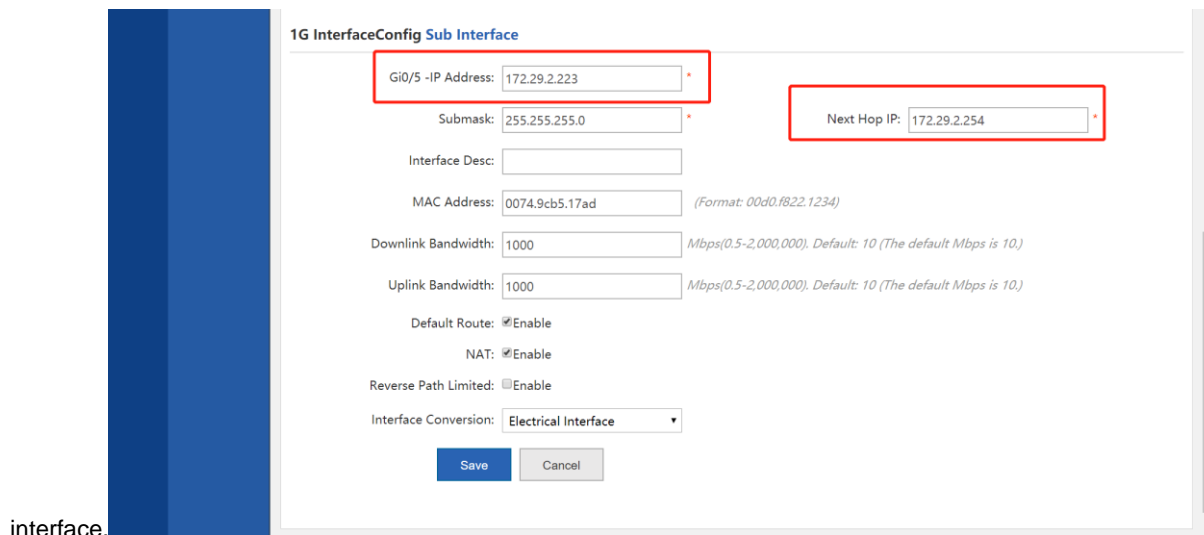 1G InterfaceConfig Sub Interface
Gi0/5 -IP Address: 172.29.2.223 *
Submask: 255.255.255.0 * Next Hop IP: 172.29.2.254 *
Interface Desc:
MAC Address: 0074.9cb5.17ad (Format: 00d0.f822.1234)
Downlink Bandwidth: 1000 Mbps(0.5-2,000,000). Default: 10 (The default Mbps is 10.)
Uplink Bandwidth: 1000 Mbps(0.5-2,000,000). Default: 10 (The default Mbps is 10.)
Default Route: Enable
NAT: Enable
Reverse Path Limited: Enable
Interface Conversion: Electrical Interface
Save Cancel
interface.